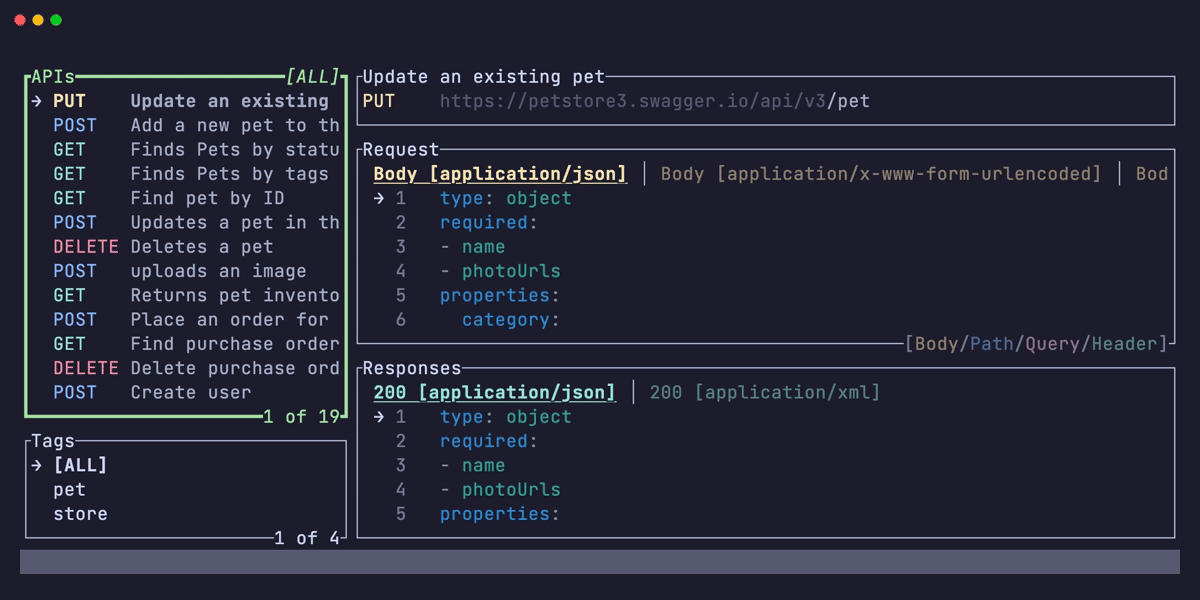 APIs [ALL]
→ PUT Update an existing
POST Add a new pet to th
GET Finds Pets by statu
GET Finds Pets by tags
GET Find pet by ID
POST Updates a pet in th
DELETE Deletes a pet
POST uploads an image
GET Returns pet invento
POST Place an order for
GET Find purchase order
DELETE Delete purchase ord
POST Create user
1 of 19
Tags
→ [ALL]
pet
store
1 of 4
Update an existing pet
PUT https://petstore3.swagger.io/api/v3/pet
Request
Body [application/json] │ Body [application/x-www-form-urlencoded] │ Bod
→ 1 type: object
2 required:
3 - name
4 - photoUrls
5 properties:
6 category:
[Body/Path/Query/Header]
Responses
200 [application/json] │ 200 [application/xml]
→ 1 type: object
2 required:
3 - name
4 - photoUrls
5 properties: